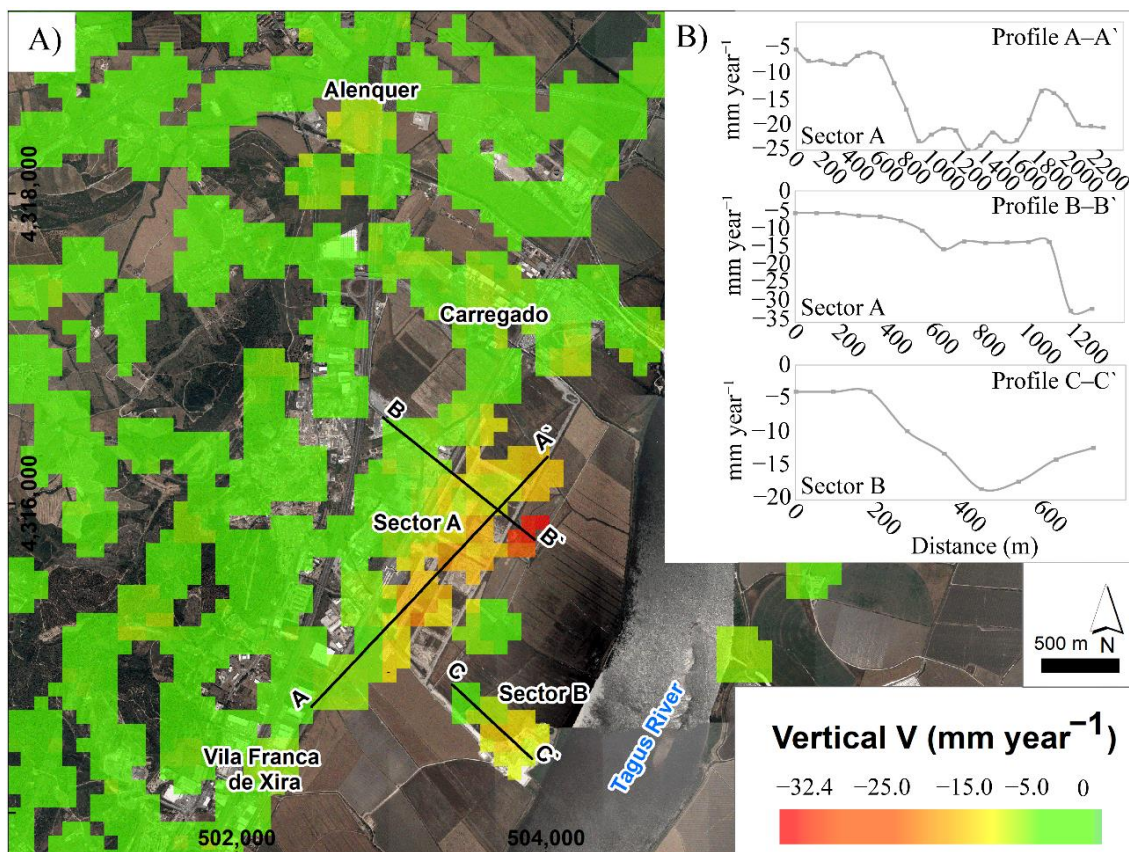 A)
Alenquer
4,318,000
Carregado
B
A`
4,316,000
Sector A
B`
C
Sector B
A
C`
Vila Franca
de Xira
Tagus River
502,000
504,000
B)
Profile A–A`
mm year⁻¹
−5
−10
−15
−20
−25
Sector A
0 200 400 600 800 1000 1200 1400 1600 1800 2000 2200
Profile B–B`
mm year⁻¹
0
−5
−10
−15
−20
−25
−30
−35
Sector A
0 200 400 600 800 1000 1200
Profile C–C`
mm year⁻¹
0
−5
−10
−15
−20
Sector B
0 200 400 600
Distance (m)
500 m
N
Vertical V (mm year⁻¹)
−32.4 −25.0 −15.0 −5.0 0